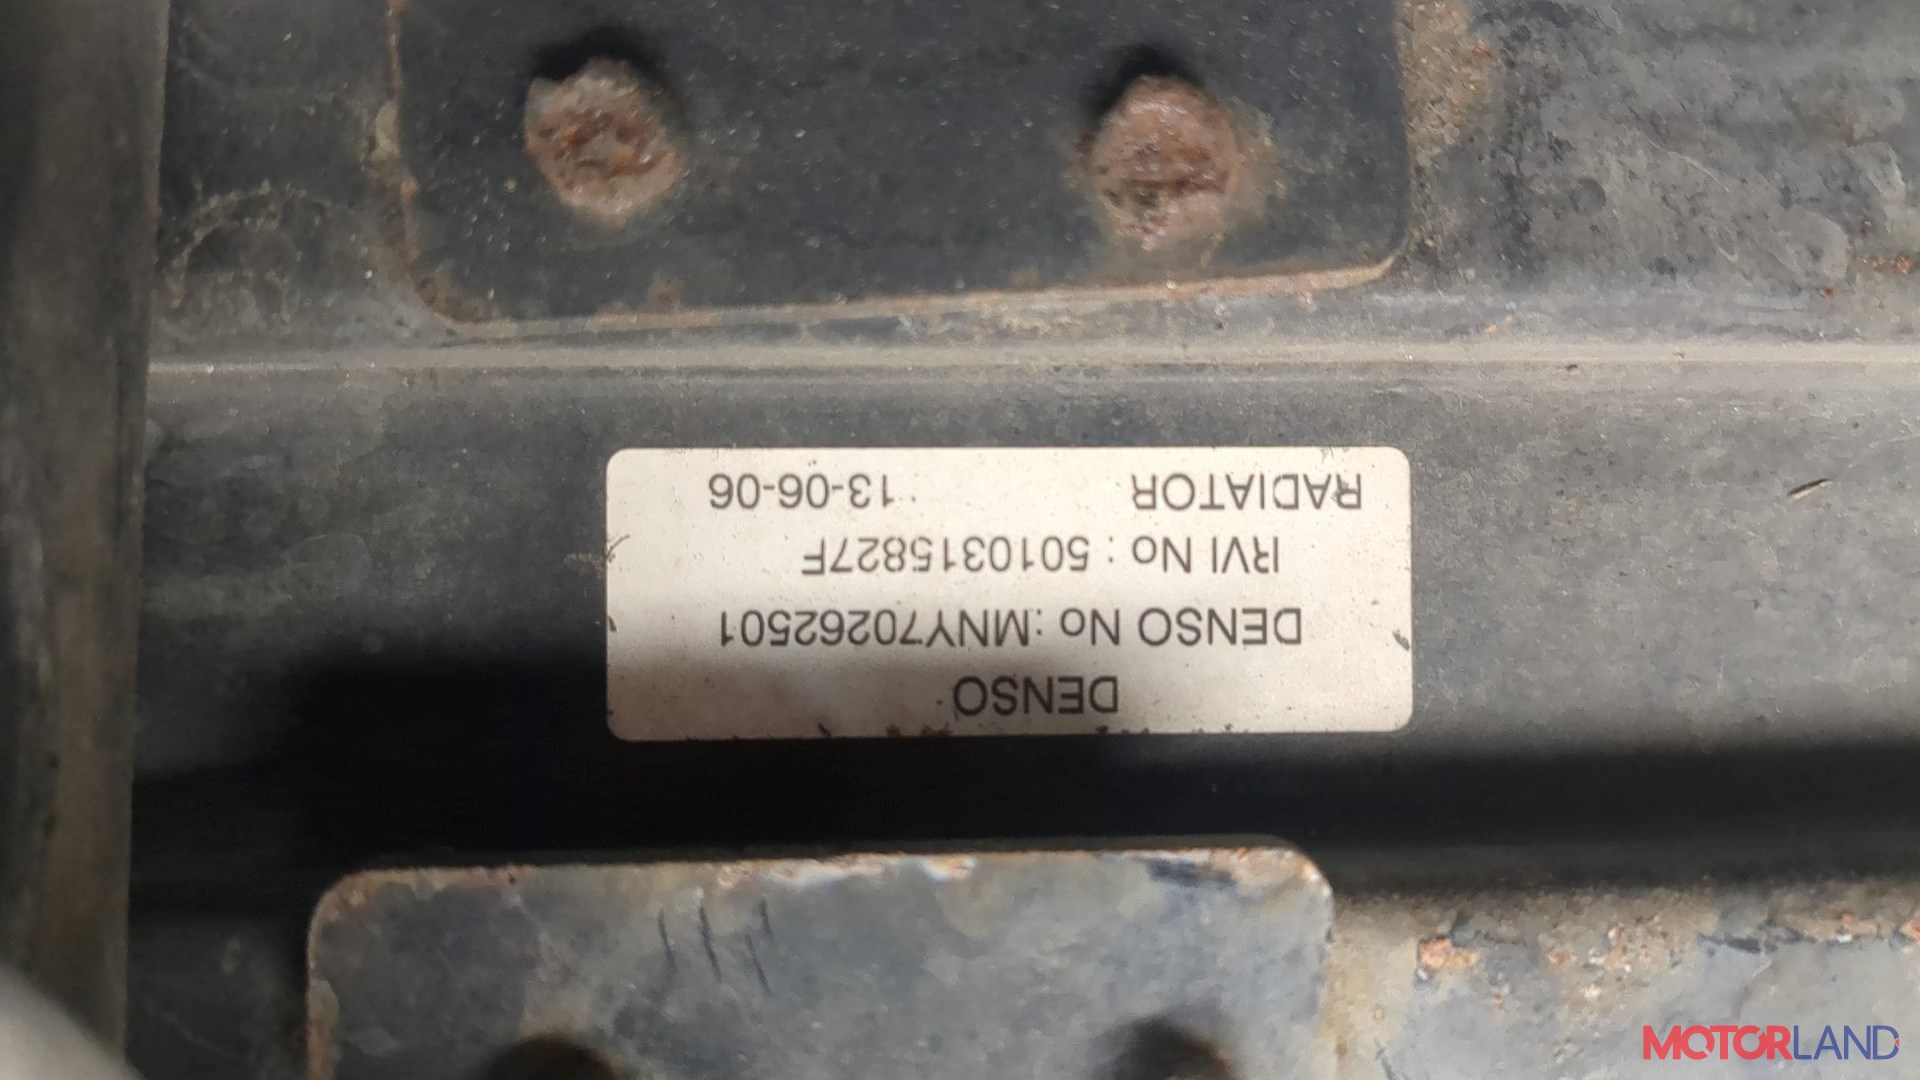 DENSO
DENSO No :MNY70262501
RVI No : 5010315827F
RADIATOR 13-06-06
MOTORLAND